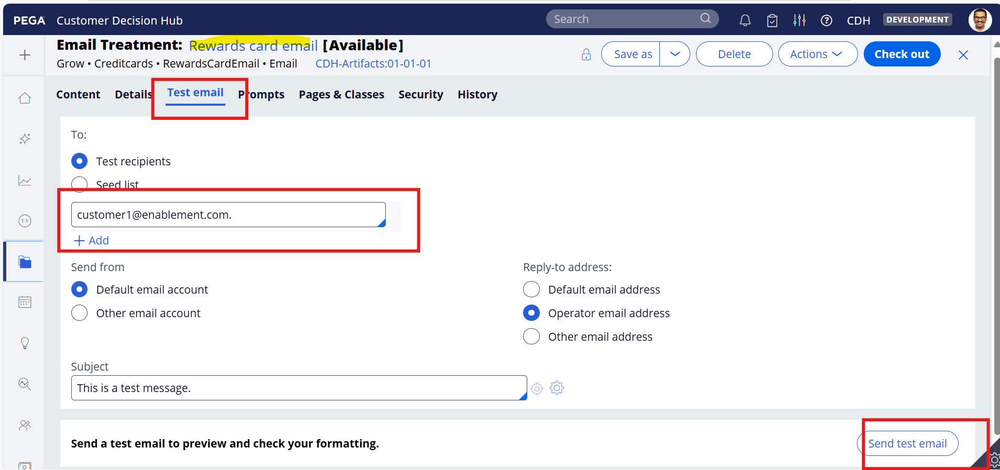 PEGA Customer Decision Hub Search CDH DEVELOPMENT
Email Treatment: Rewards card email [Available]
Save as Delete Actions Check out
Grow • Creditcards • RewardsCardEmail • Email CDH-Artifacts:01-01-01
Content Details Test email Prompts Pages & Classes Security History
To:
Test recipients
Seed list
1:1
customer1@enablement.com.
Add
Send from
Default email account
Other email account
Reply-to address:
Default email address
Operator email address
Other email address
Subject
This is a test message.
Send a test email to preview and check your formatting.
Send test email